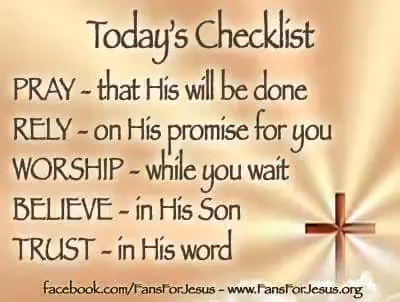 Today's Checklist
PRAY - that His will be done
RELY - on His promise for you
WORSHIP - while you wait
BELIEVE - in His Son
TRUST - in His word
facebook.com/FansForJesus - www.FansForJesus.org